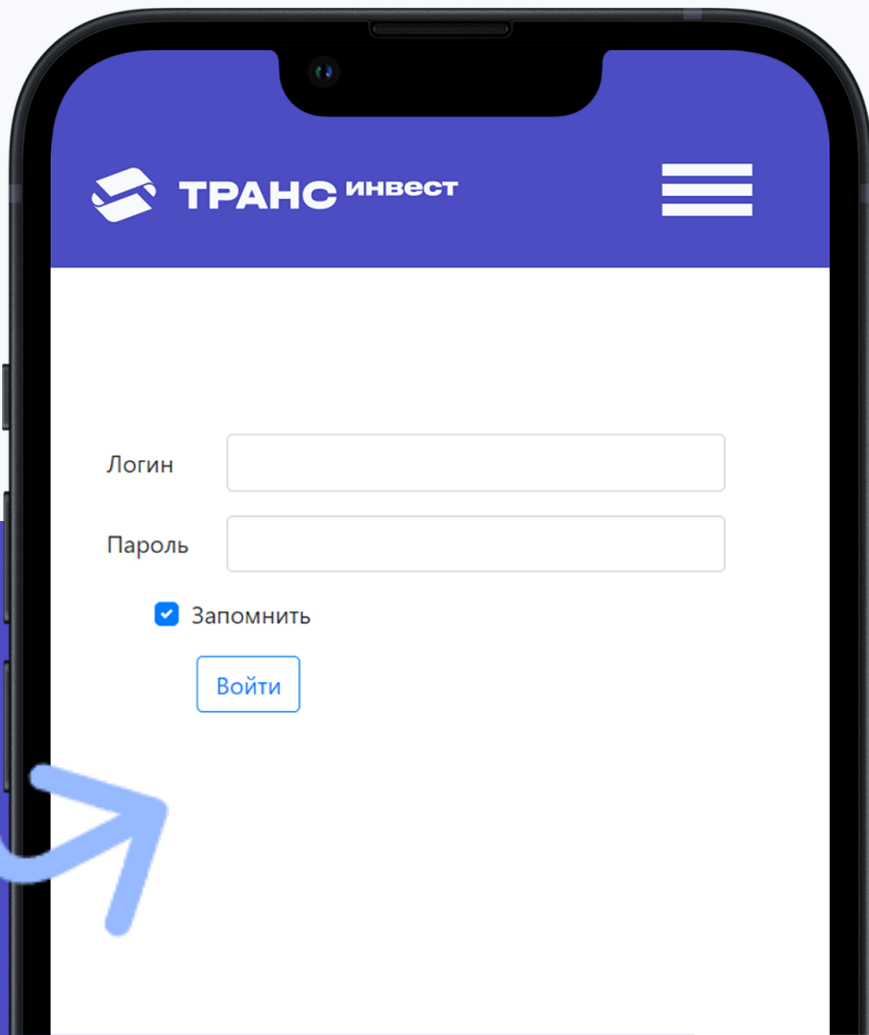 ТРАНС ИНВЕСТ
Логин
Пароль
Запомнить
Войти